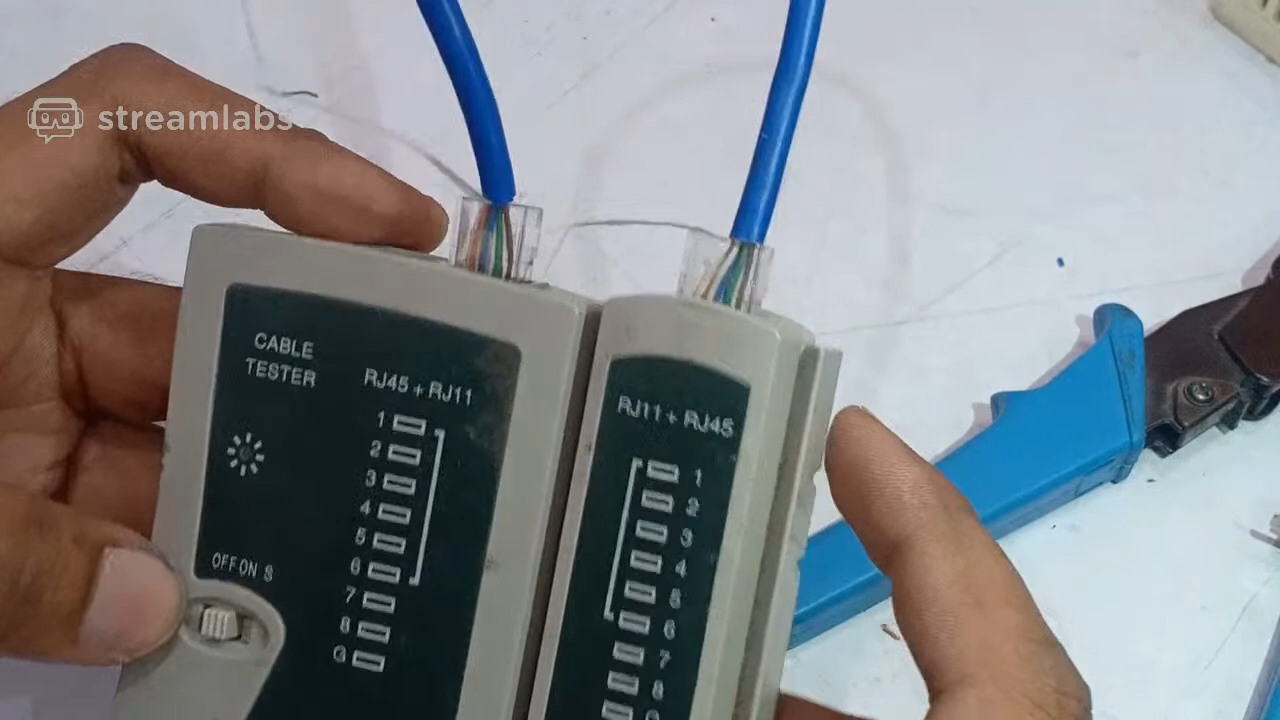 streamlabs
CABLE
TESTER
RJ45 + RJ11
1
2
3
4
5
6
7
8
G
OFF ON S
RJ11 + RJ45
1
2
3
4
5
6
7
8